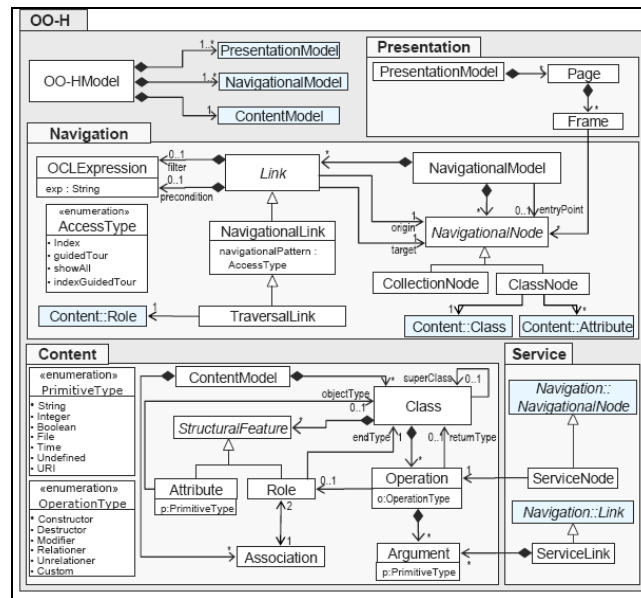 OO-H
OO-HModel
1..*
PresentationModel
1..*
NavigationalModel
1
ContentModel
Presentation
PresentationModel
1
Page
*
Frame
Navigation
OCLExpression
exp : String
0..1
filter
0..1
precondition
Link
*
NavigationalModel
*
0..1
entryPoint
1
origin
1
target
NavigationalNode
1
«enumeration»
AccessType
• Index
• guidedTour
• showAll
• indexGuidedTour
NavigationalLink
navigationalPattern :
AccessType
CollectionNode
ClassNode
Content::Role
1
TraversalLink
1
*
Content::Class
Content::Attribute
Content
«enumeration»
PrimitiveType
• String
• Integer
• Boolean
• File
• Time
• Undefined
• URI
«enumeration»
OperationType
• Constructor
• Destructor
• Modifier
• Relationer
• Unrelationer
• Custom
ContentModel
*
superClass
0..1
objectType
0..1
Class
StructuralFeature
*
endType
1
*
0..1
returnType
Attribute
p:PrimitiveType
Role
0..1
Operation
o:OperationType
1
2
1
*
Association
*
Argument
p:PrimitiveType
*
Service
Navigation::
NavigationalNode
ServiceNode
Navigation::Link
ServiceLink